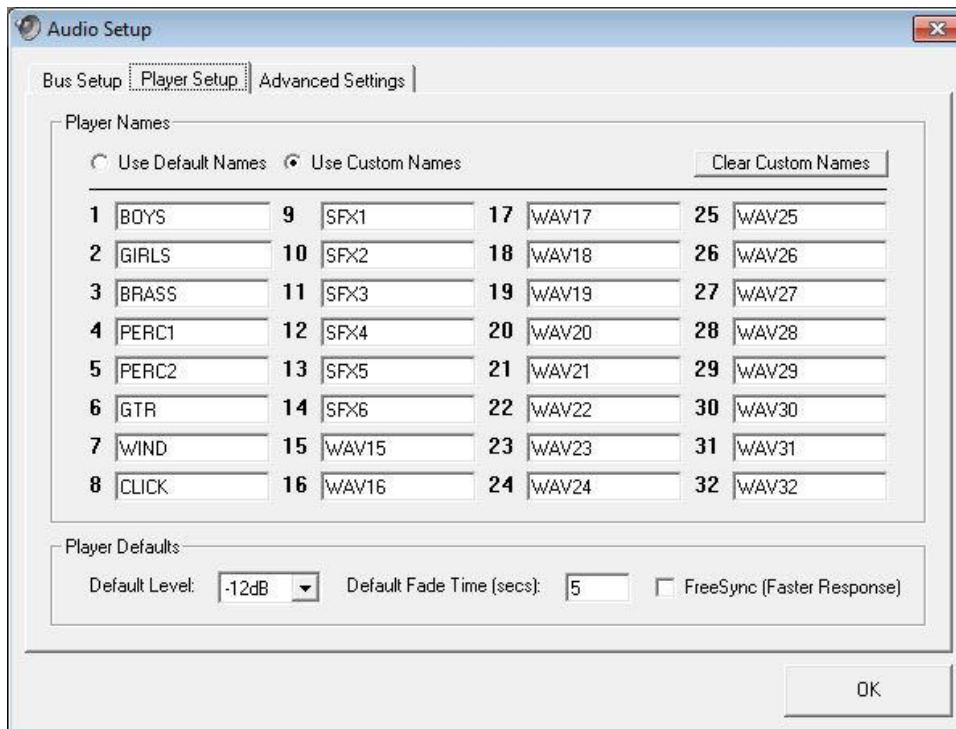 Audio Setup
Bus Setup Player Setup Advanced Settings
Player Names
Use Default Names Use Custom Names Clear Custom Names
1 BOYS 9 SFX1 17 WAV17 25 WAV25
2 GIRLS 10 SFX2 18 WAV18 26 WAV26
3 BRASS 11 SFX3 19 WAV19 27 WAV27
4 PERC1 12 SFX4 20 WAV20 28 WAV28
5 PERC2 13 SFX5 21 WAV21 29 WAV29
6 GTR 14 SFX6 22 WAV22 30 WAV30
7 WIND 15 WAV15 23 WAV23 31 WAV31
8 CLICK 16 WAV16 24 WAV24 32 WAV32
Player Defaults
Default Level: -12dB Default Fade Time (secs): 5 FreeSync (Faster Response)
OK